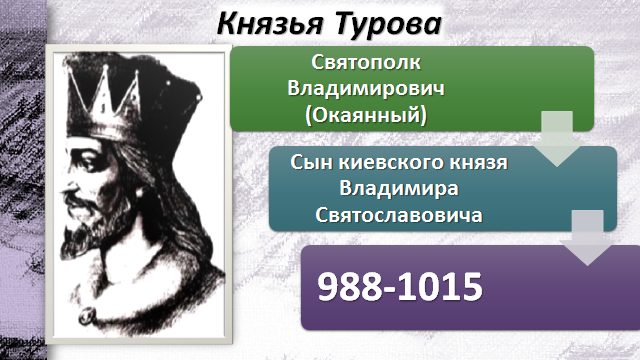 Князья Турова
Святополк
Владимирович
(Окаянный)
Сын киевского князя
Владимира
Святославовича
988-1015